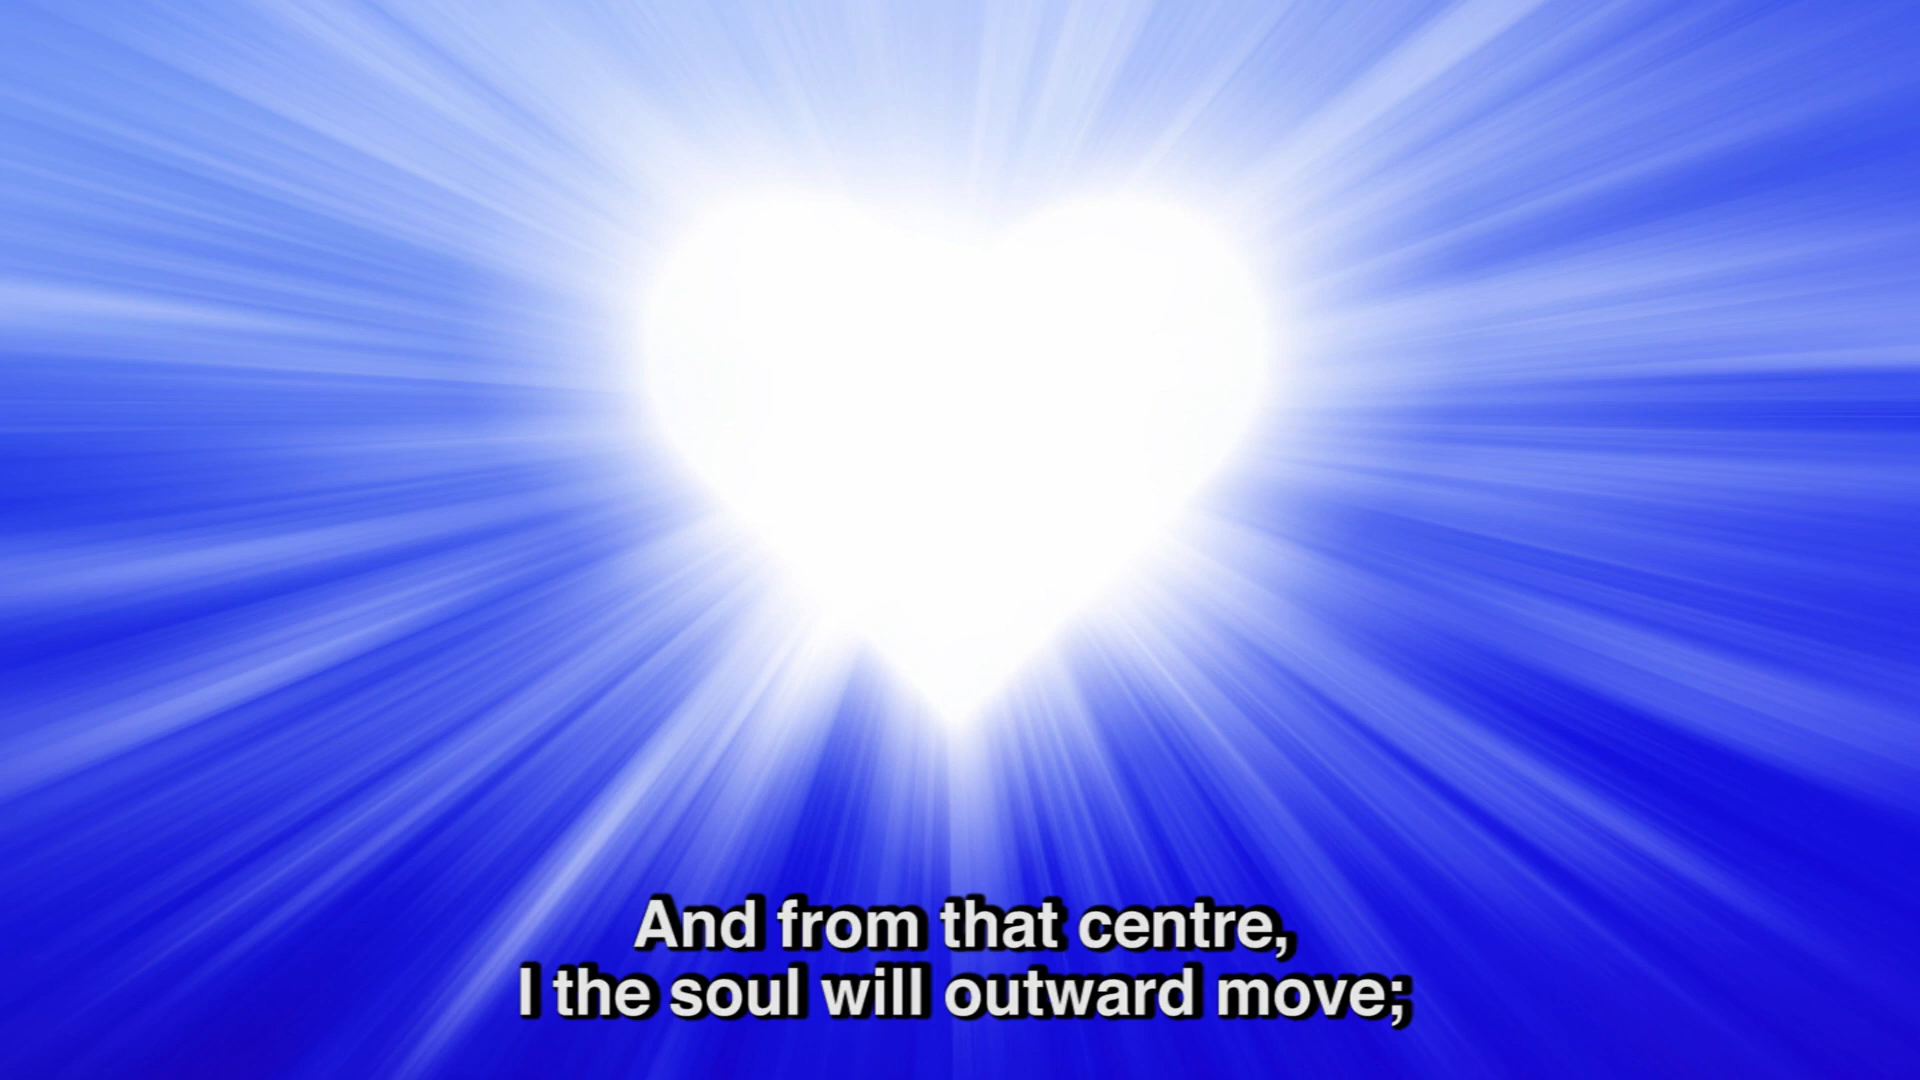 And from that centre,
I the soul will outward move;